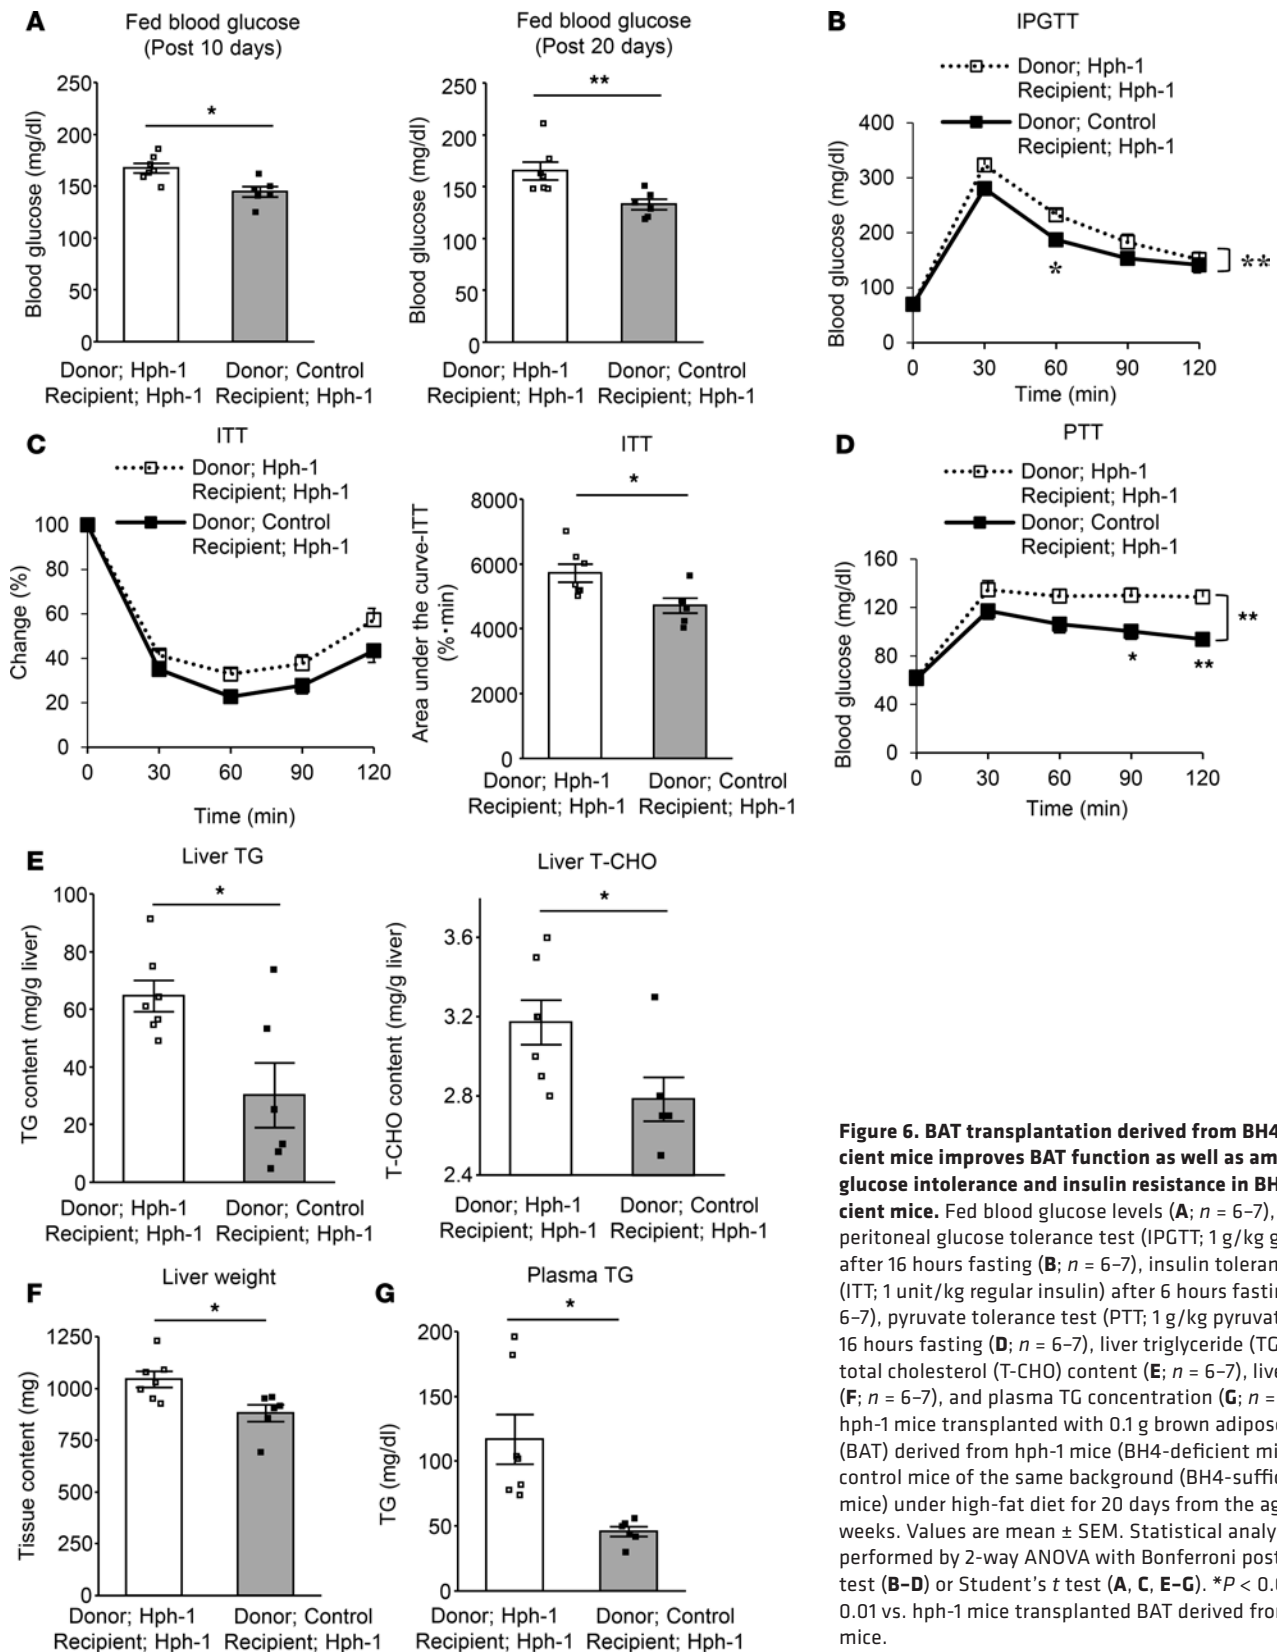 A
Fed blood glucose
(Post 10 days)
Blood glucose (mg/dl)
250
200
150
100
50
0
*
Donor; Hph-1
Recipient; Hph-1
Donor; Control
Recipient; Hph-1
Fed blood glucose
(Post 20 days)
Blood glucose (mg/dl)
250
200
150
100
50
0
**
Donor; Hph-1
Recipient; Hph-1
Donor; Control
Recipient; Hph-1
B
IPGTT
Donor; Hph-1
Recipient; Hph-1
Donor; Control
Recipient; Hph-1
Blood glucose (mg/dl)
400
300
200
100
0
*
**
0 30 60 90 120
Time (min)
C
ITT
Donor; Hph-1
Recipient; Hph-1
Donor; Control
Recipient; Hph-1
Change (%)
100
80
60
40
20
0
0 30 60 90 120
Time (min)
ITT
Area under the curve-ITT
(%·min)
8000
6000
4000
2000
0
*
Donor; Hph-1
Recipient; Hph-1
Donor; Control
Recipient; Hph-1
D
PTT
Donor; Hph-1
Recipient; Hph-1
Donor; Control
Recipient; Hph-1
Blood glucose (mg/dl)
160
120
80
40
0
*
**
**
0 30 60 90 120
Time (min)
E
Liver TG
TG content (mg/g liver)
100
80
60
40
20
0
*
Donor; Hph-1
Recipient; Hph-1
Donor; Control
Recipient; Hph-1
Liver T-CHO
T-CHO content (mg/g liver)
3.6
3.2
2.8
2.4
*
Donor; Hph-1
Recipient; Hph-1
Donor; Control
Recipient; Hph-1
F
Liver weight
Tissue content (mg)
1250
1000
750
500
250
0
*
Donor; Hph-1
Recipient; Hph-1
Donor; Control
Recipient; Hph-1
G
Plasma TG
TG (mg/dl)
200
150
100
50
0
*
Donor; Hph-1
Recipient; Hph-1
Donor; Control
Recipient; Hph-1
Figure 6. BAT transplantation derived from BH4
cient mice improves BAT function as well as am
glucose intolerance and insulin resistance in BH
cient mice. Fed blood glucose levels (A; n = 6–7),
peritoneal glucose tolerance test (IPGTT; 1 g/kg g
after 16 hours fasting (B; n = 6–7), insulin toleran
(ITT; 1 unit/kg regular insulin) after 6 hours fastin
6–7), pyruvate tolerance test (PTT; 1 g/kg pyruvat
16 hours fasting (D; n = 6–7), liver triglyceride (TG
total cholesterol (T-CHO) content (E; n = 6–7), live
(F; n = 6–7), and plasma TG concentration (G; n =
hph-1 mice transplanted with 0.1 g brown adipose
(BAT) derived from hph-1 mice (BH4-deficient mi
control mice of the same background (BH4-suffic
mice) under high-fat diet for 20 days from the ag
weeks. Values are mean ± SEM. Statistical analy
performed by 2-way ANOVA with Bonferroni post
test (B–D) or Student's t test (A, C, E–G). *P < 0.0
0.01 vs. hph-1 mice transplanted BAT derived from
mice.